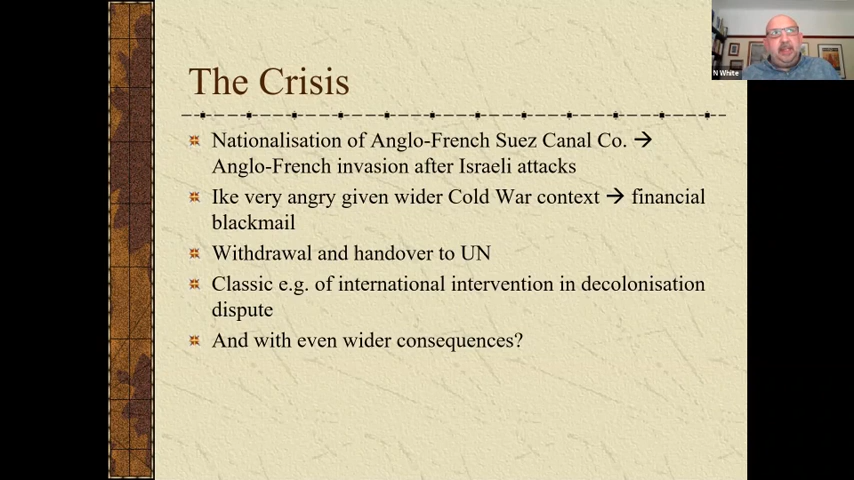 The Crisis
Nationalisation of Anglo-French Suez Canal Co. →
Anglo-French invasion after Israeli attacks
Ike very angry given wider Cold War context → financial
blackmail
Withdrawal and handover to UN
Classic e.g. of international intervention in decolonisation
dispute
And with even wider consequences?
N White